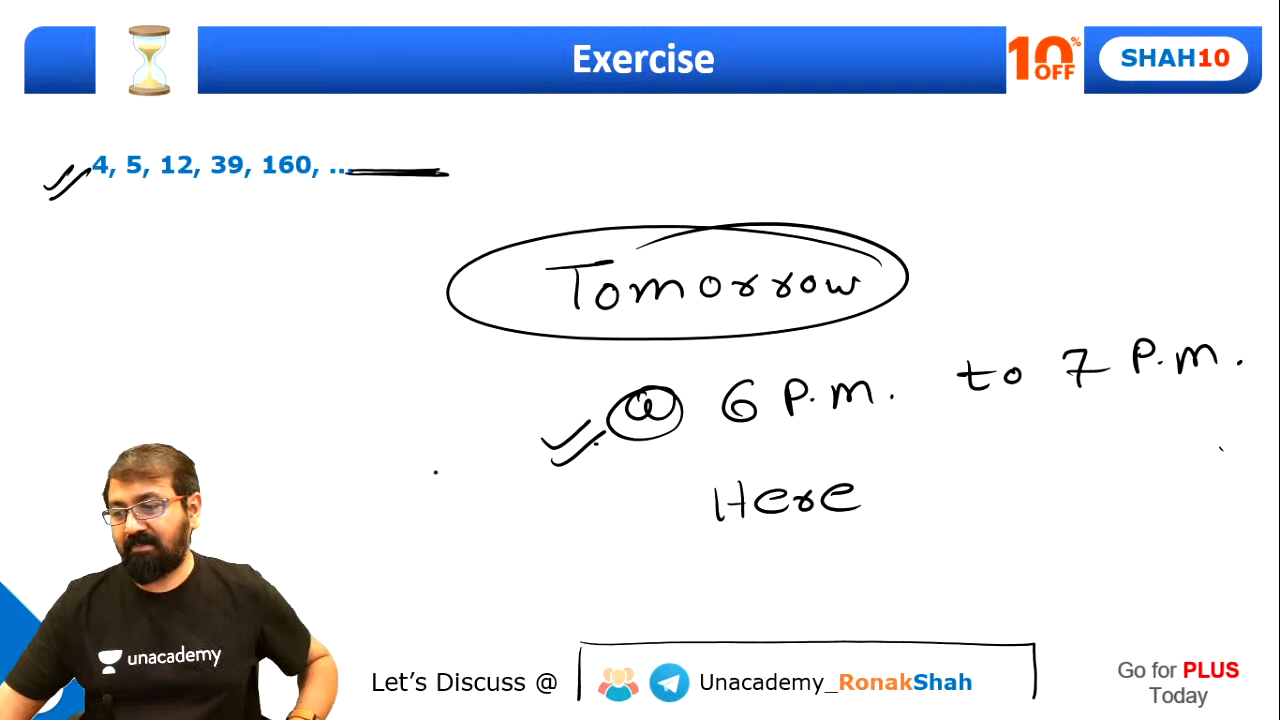 Exercise
10% OFF
SHAH10
4, 5, 12, 39, 160, ...
Tomorrow
@ 6 P.m. to 7 P.m.
Here
unacademy
Let's Discuss @ Unacademy_RonakShah
Go for PLUS
Today